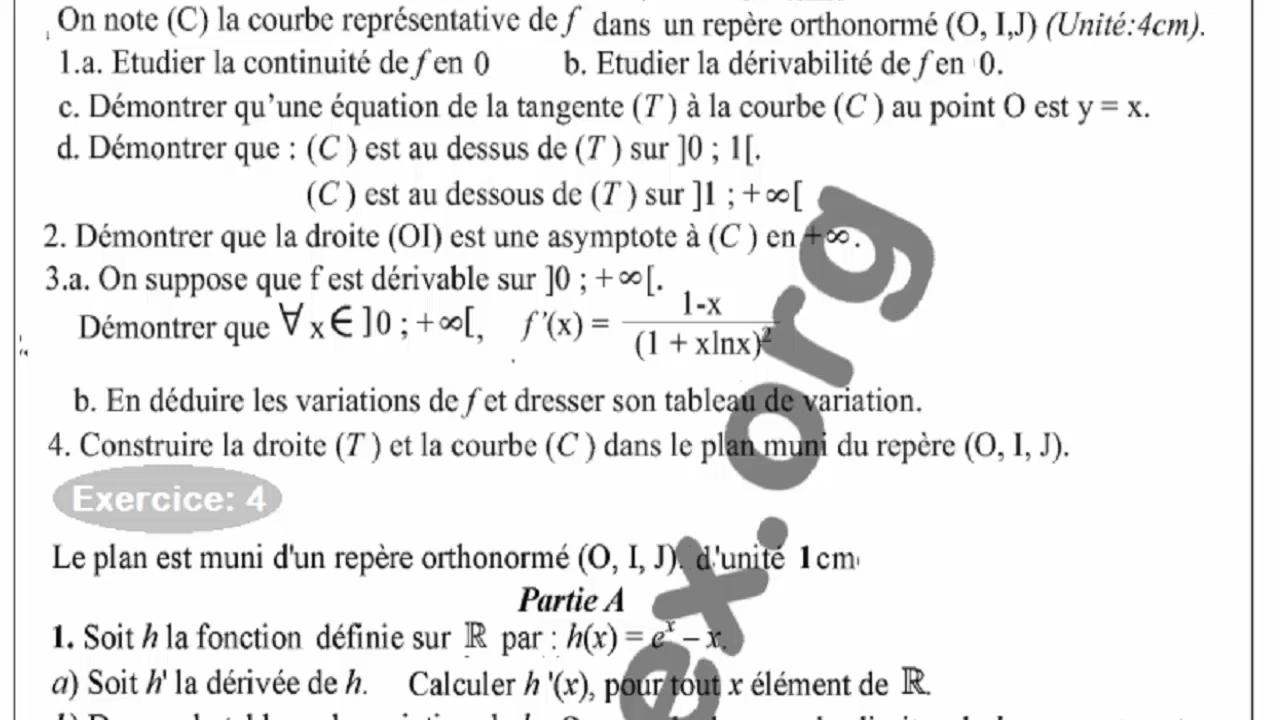 On note (C) la courbe représentative de f dans un repère orthonormé (O, I,J) (Unité:4cm).
1.a. Etudier la continuité de f en 0 b. Etudier la dérivabilité de f en 0.
c. Démontrer qu'une équation de la tangente (T) à la courbe (C) au point O est y = x.
d. Démontrer que : (C) est au dessus de (T) sur ]0 ; 1[.
(C) est au dessous de (T) sur ]1 ; +∞[
2. Démontrer que la droite (OI) est une asymptote à (C) en +∞.
3.a. On suppose que f est dérivable sur ]0 ; +∞[.
Démontrer que ∀ x ∈ ]0 ; +∞[, f'(x) = (1-x)/(1 + xlnx)²
b. En déduire les variations de f et dresser son tableau de variation.
4. Construire la droite (T) et la courbe (C) dans le plan muni du repère (O, I, J).
Exercice: 4
Le plan est muni d'un repère orthonormé (O, I, J). d'unité 1cm
Partie A
1. Soit h la fonction définie sur ℝ par : h(x) = eˣ – x.
a) Soit h' la dérivée de h. Calculer h '(x), pour tout x élément de ℝ.
ex.org